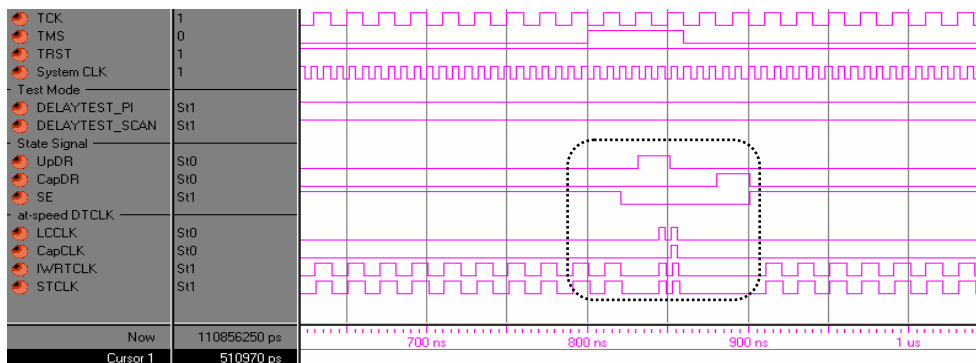 TCK 1
TMS 0
TRST 1
System CLK 1
Test Mode
DELAYTEST_PI St1
DELAYTEST_SCAN St1
State Signal
UpDR St0
CapDR St0
SE St1
at-speed DTCLK
LCCLK St0
CapCLK St0
IWRTCLK St1
STCLK St1
Now 110856250 ps 700 ns 800 ns 900 ns 1 us
Cursor 1 510970 ps